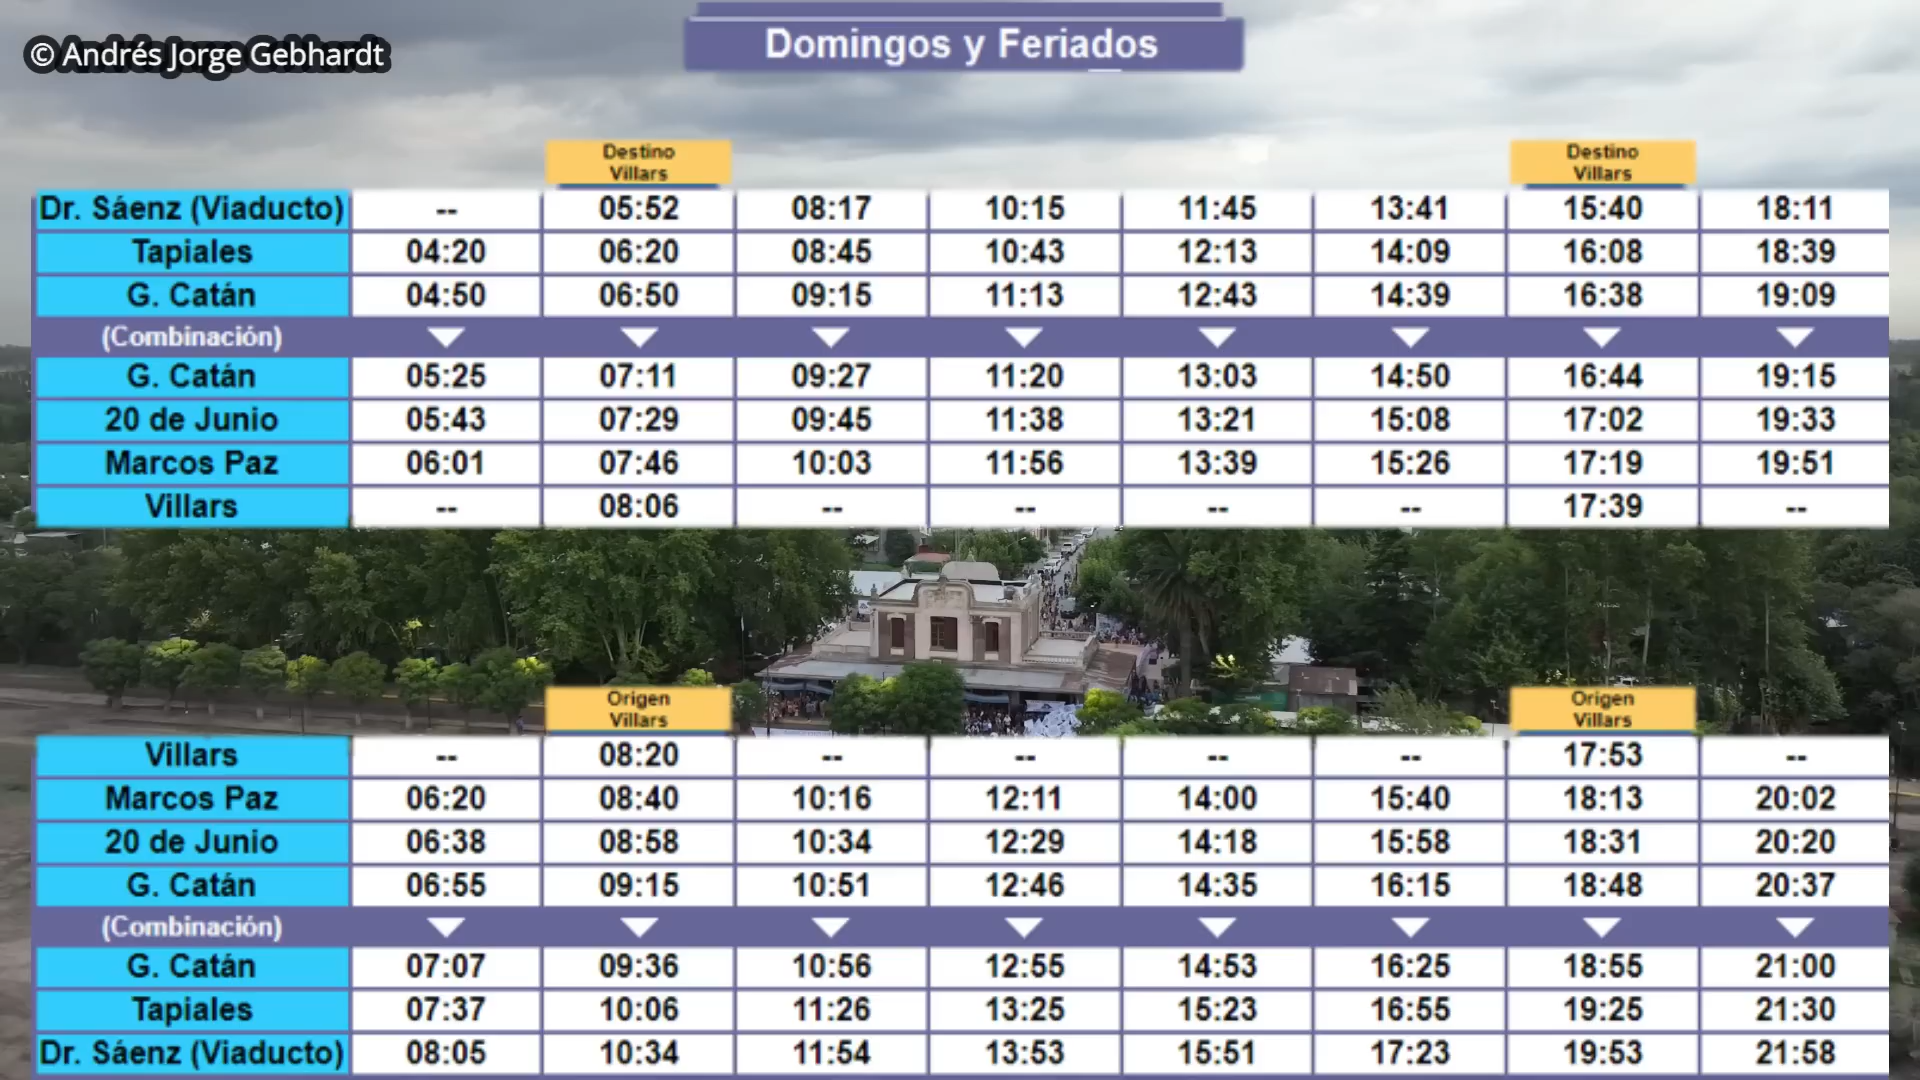 © Andrés Jorge Gebhardt
Domingos y Feriados
Destino Villars Destino Villars
Dr. Sáenz (Viaducto) -- 05:52 08:17 10:15 11:45 13:41 15:40 18:11
Tapiales 04:20 06:20 08:45 10:43 12:13 14:09 16:08 18:39
G. Catán 04:50 06:50 09:15 11:13 12:43 14:39 16:38 19:09
(Combinación)
G. Catán 05:25 07:11 09:27 11:20 13:03 14:50 16:44 19:15
20 de Junio 05:43 07:29 09:45 11:38 13:21 15:08 17:02 19:33
Marcos Paz 06:01 07:46 10:03 11:56 13:39 15:26 17:19 19:51
Villars -- 08:06 -- -- -- -- 17:39 --
Origen Villars Origen Villars
Villars -- 08:20 -- -- -- -- 17:53 --
Marcos Paz 06:20 08:40 10:16 12:11 14:00 15:40 18:13 20:02
20 de Junio 06:38 08:58 10:34 12:29 14:18 15:58 18:31 20:20
G. Catán 06:55 09:15 10:51 12:46 14:35 16:15 18:48 20:37
(Combinación)
G. Catán 07:07 09:36 10:56 12:55 14:53 16:25 18:55 21:00
Tapiales 07:37 10:06 11:26 13:25 15:23 16:55 19:25 21:30
Dr. Sáenz (Viaducto) 08:05 10:34 11:54 13:53 15:51 17:23 19:53 21:58